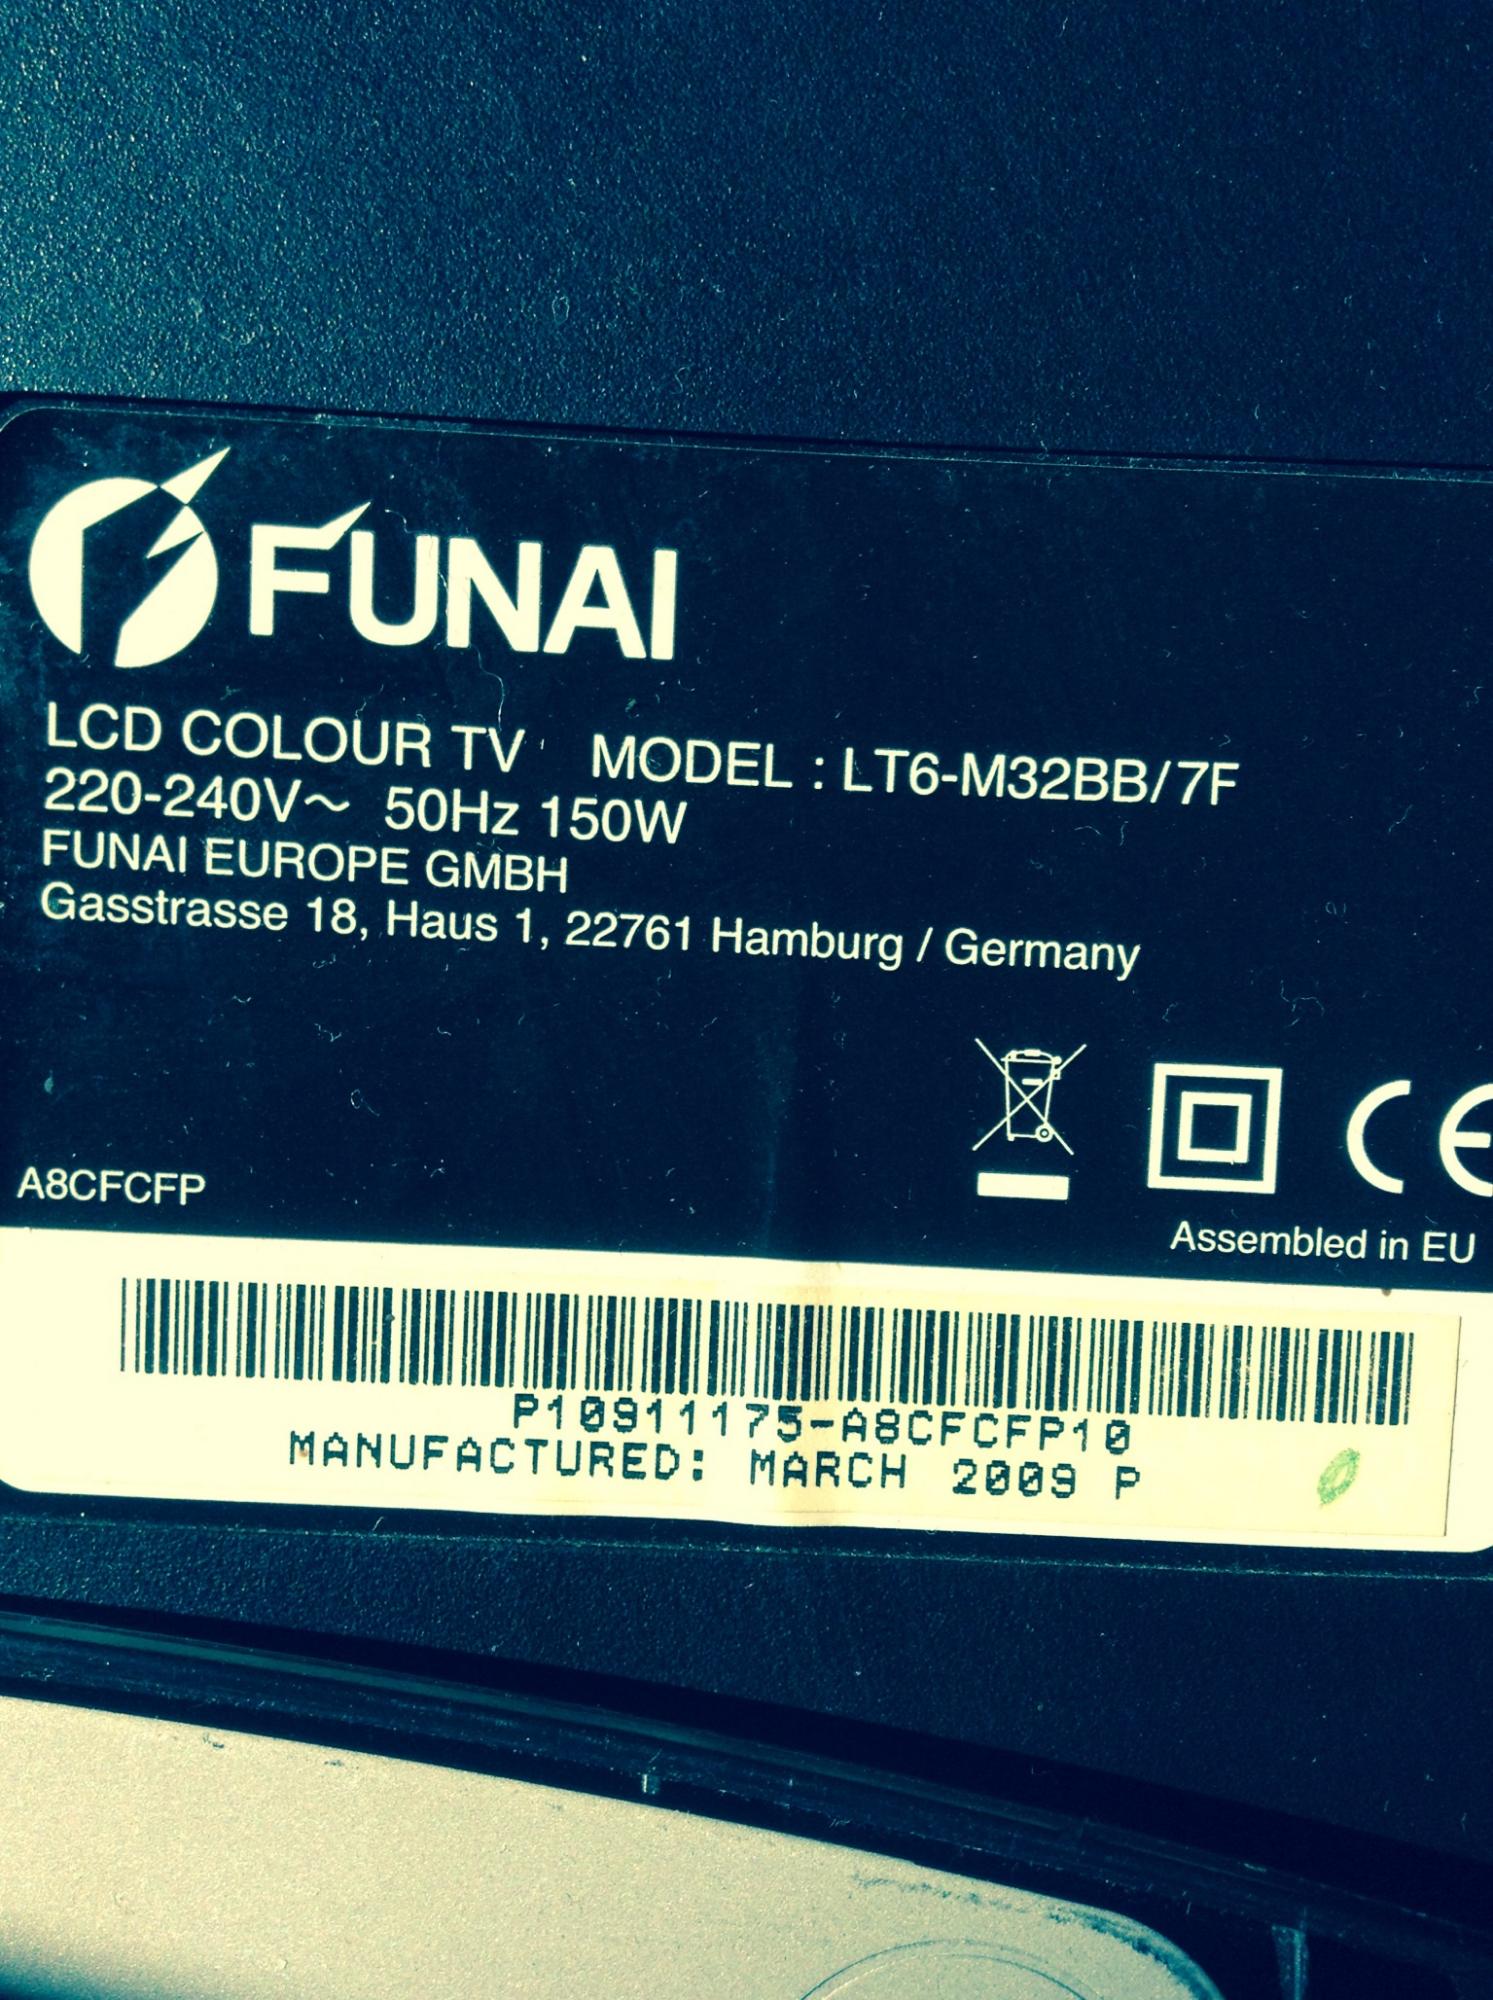 FUNAI
LCD COLOUR TV MODEL : LT6-M32BB/7F
220-240V~ 50Hz 150W
FUNAI EUROPE GMBH
Gasstrasse 18, Haus 1, 22761 Hamburg / Germany
CE
A8CFCFP
Assembled in EU
P10911175-A8CFCFP10
MANUFACTURED: MARCH 2009 P